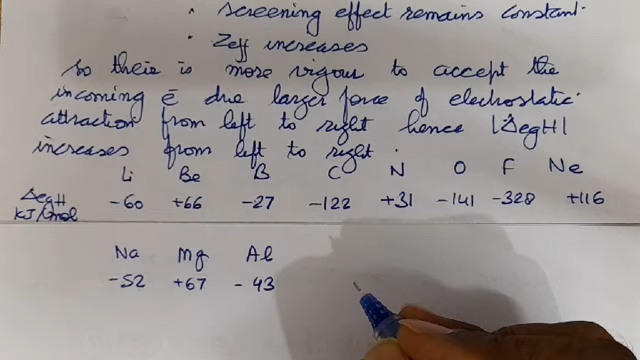 · screening effect remains constant.
· Zeff increases
so there is more vigour to accept the
incoming ē due larger force of electrostatic
attraction from left to right hence |ΔegH|
increases from left to right.
Li Be B C N O F Ne
ΔegH -60 +66 -27 -122 +31 -141 -328 +116
KJ/mol
Na Mg Al
-52 +67 -43